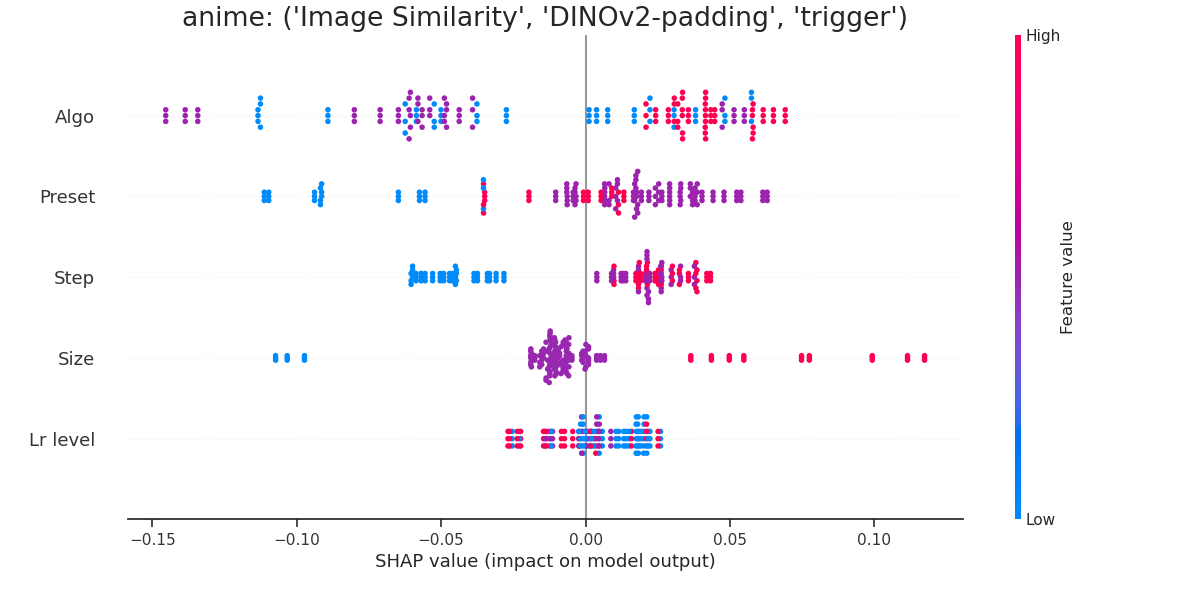 anime: ('Image Similarity', 'DINOv2-padding', 'trigger')
High
Algo
Preset
Step
Size
Lr level
Feature value
Low
−0.15
−0.10
−0.05
0.00
0.05
0.10
SHAP value (impact on model output)